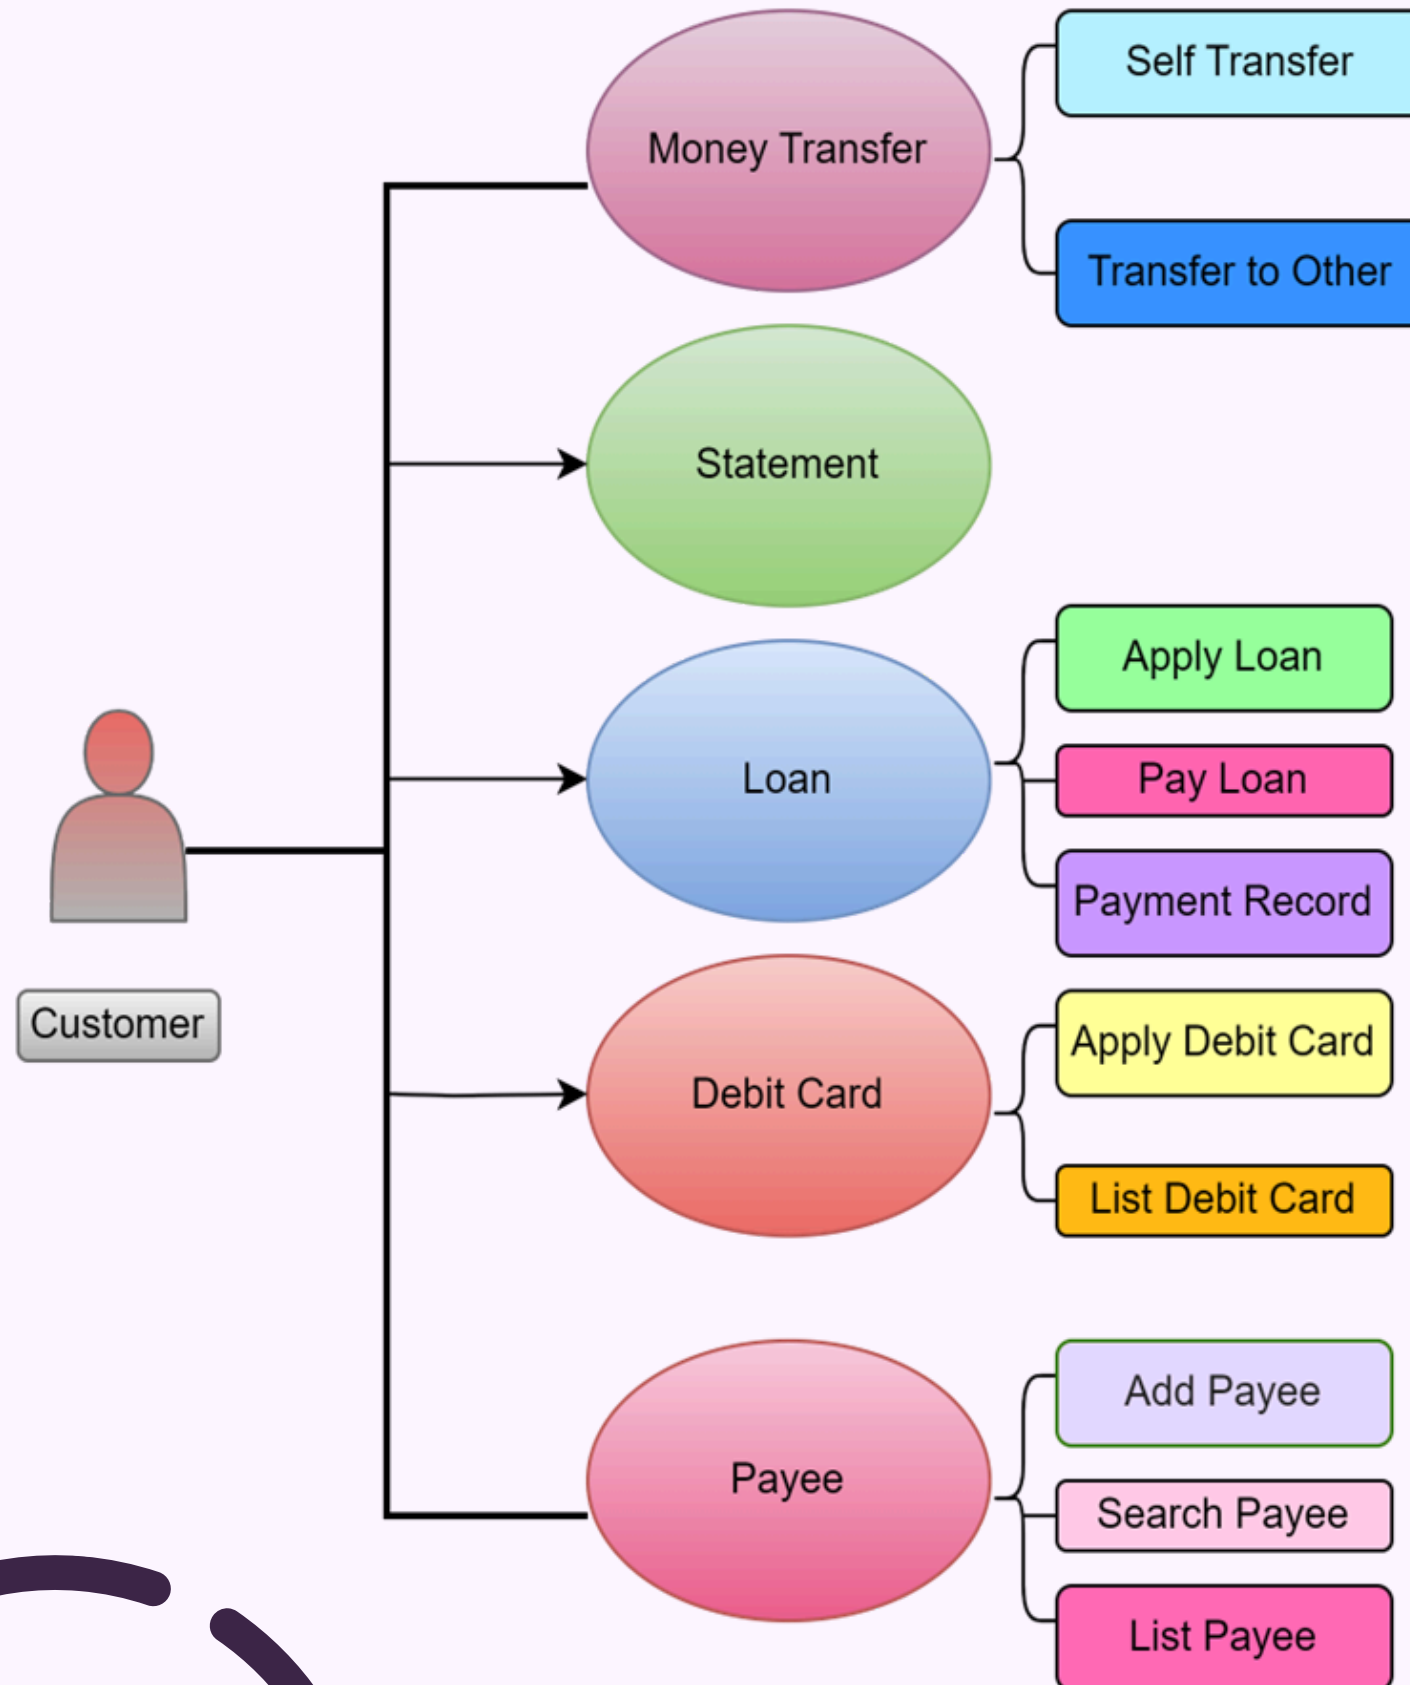 Self Transfer
Money Transfer
Transfer to Other
Statement
Apply Loan
Loan
Pay Loan
Payment Record
Customer
Apply Debit Card
Debit Card
List Debit Card
Add Payee
Payee
Search Payee
List Payee